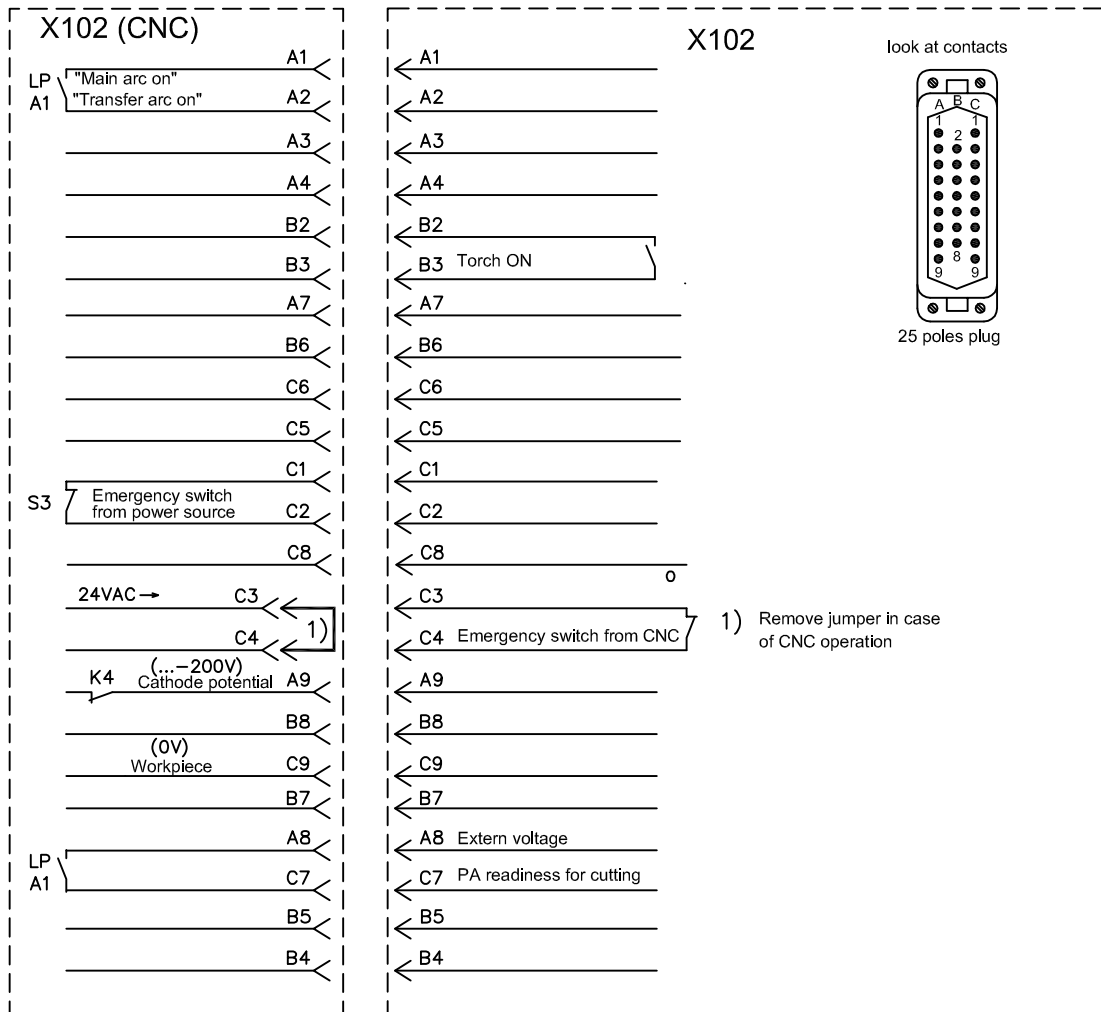 X102 (CNC)
A1
LP "Main arc on"
A1 "Transfer arc on"
A2
A3
A4
B2
B3
A7
B6
C6
C5
C1
S3
Emergency switch
from power source
C2
C8
24VAC→ C3
1)
C4
(...−200V)
K4 Cathode potential A9
B8
(0V)
Workpiece C9
B7
A8
LP
A1
C7
B5
B4
X102
A1
A2
A3
A4
B2
B3 Torch ON
A7
B6
C6
C5
C1
C2
C8
o
C3
C4 Emergency switch from CNC
1) Remove jumper in case
of CNC operation
A9
B8
C9
B7
A8 Extern voltage
C7 PA readiness for cutting
B5
B4
look at contacts
A B C
1 1
2
8
9 9
25 poles plug